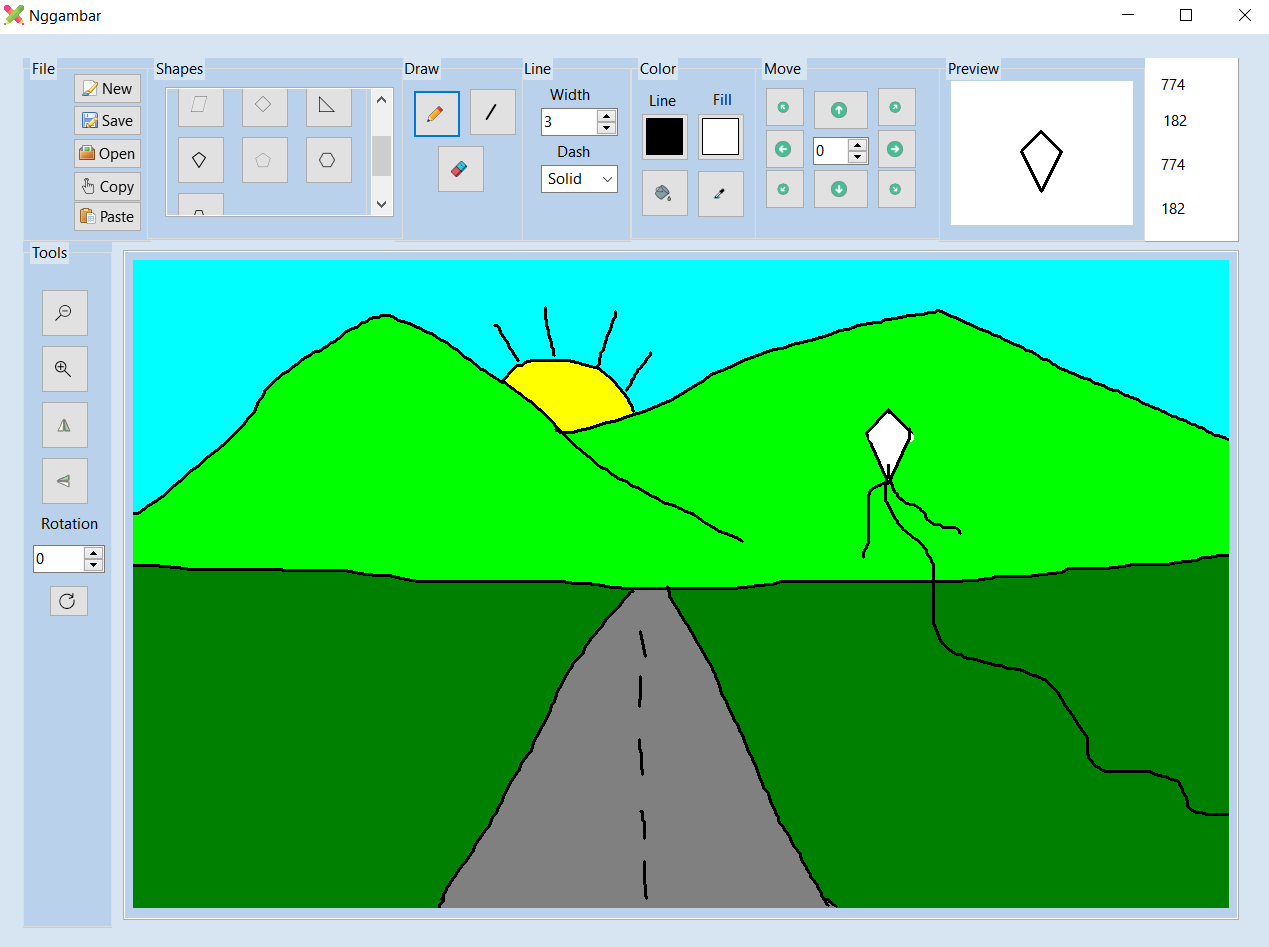 Nggambar
File
Shapes
Draw
Line
Color
Move
Preview
New
Save
Open
Copy
Paste
Width
3
Dash
Solid
Line
Fill
0
774
182
774
182
Tools
Rotation
0